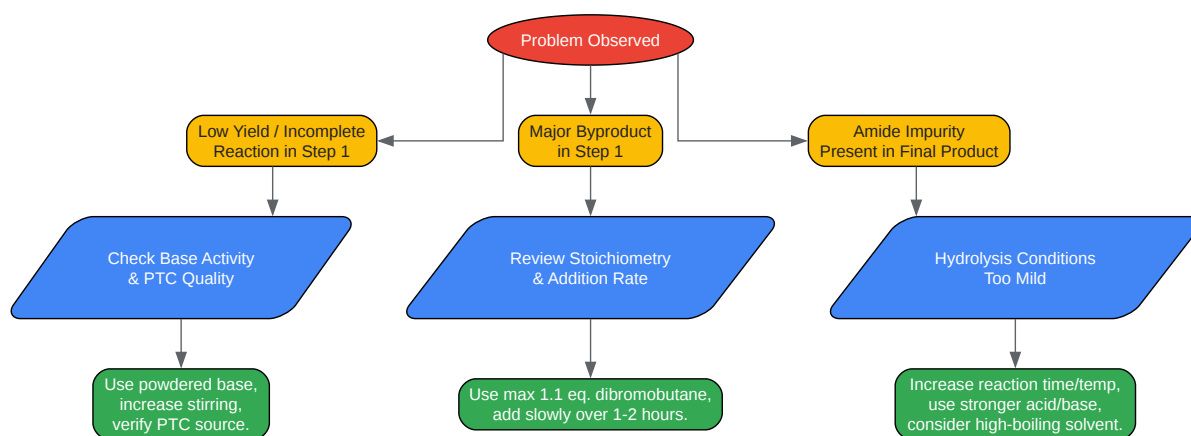 Problem Observed
Low Yield / Incomplete
Reaction in Step 1
Major Byproduct
in Step 1
Amide Impurity
Present in Final Product
Check Base Activity
& PTC Quality
Review Stoichiometry
& Addition Rate
Hydrolysis Conditions
Too Mild
Use powdered base,
increase stirring,
verify PTC source.
Use max 1.1 eq. dibromobutane,
add slowly over 1-2 hours.
Increase reaction time/temp,
use stronger acid/base,
consider high-boiling solvent.